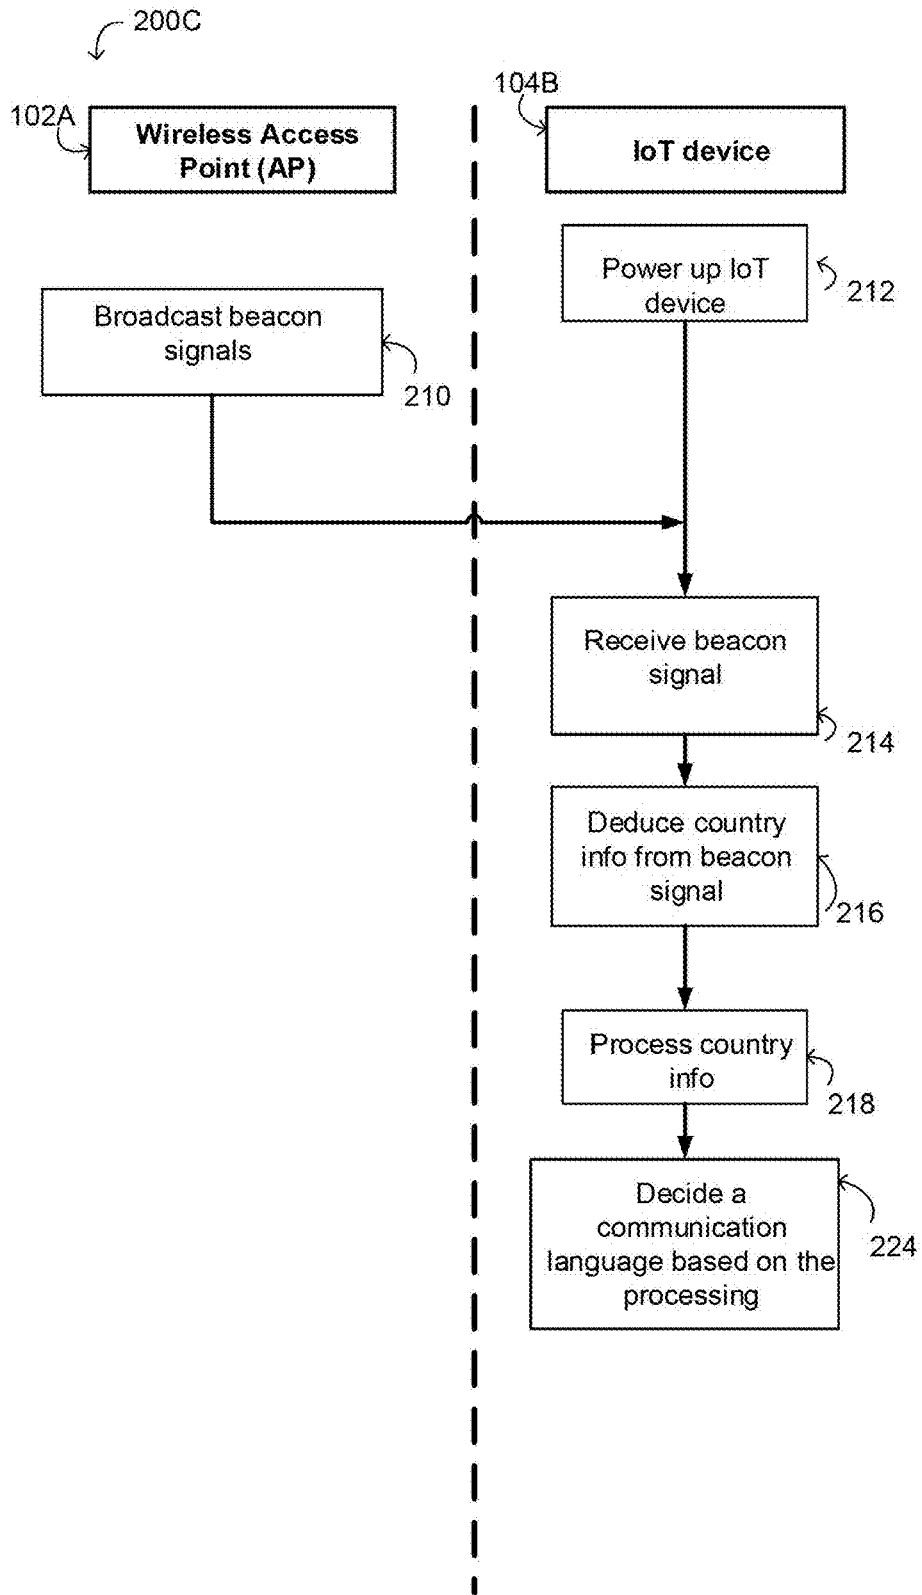 200C
102A
Wireless Access
Point (AP)
104B
IoT device
Power up IoT
device
212
Broadcast beacon
signals
210
Receive beacon
signal
214
Deduce country
info from beacon
signal
216
Process country
info
218
Decide a
communication
language based on the
processing
224